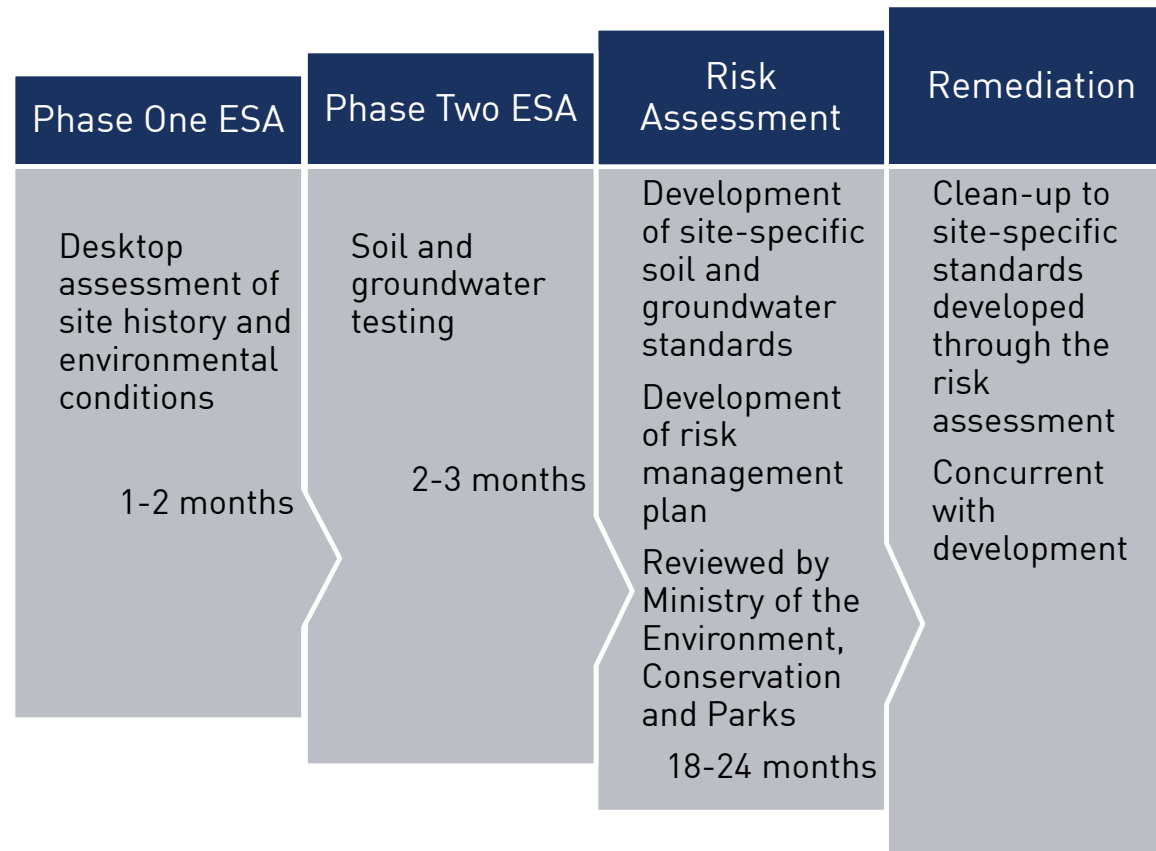 Phase One ESA
Desktop
assessment of
site history and
environmental
conditions
1-2 months
Phase Two ESA
Soil and
groundwater
testing
2-3 months
Risk
Assessment
Development
of site-specific
soil and
groundwater
standards
Development
of risk
management
plan
Reviewed by
Ministry of the
Environment,
Conservation
and Parks
18-24 months
Remediation
Clean-up to
site-specific
standards
developed
through the
risk
assessment
Concurrent
with
development